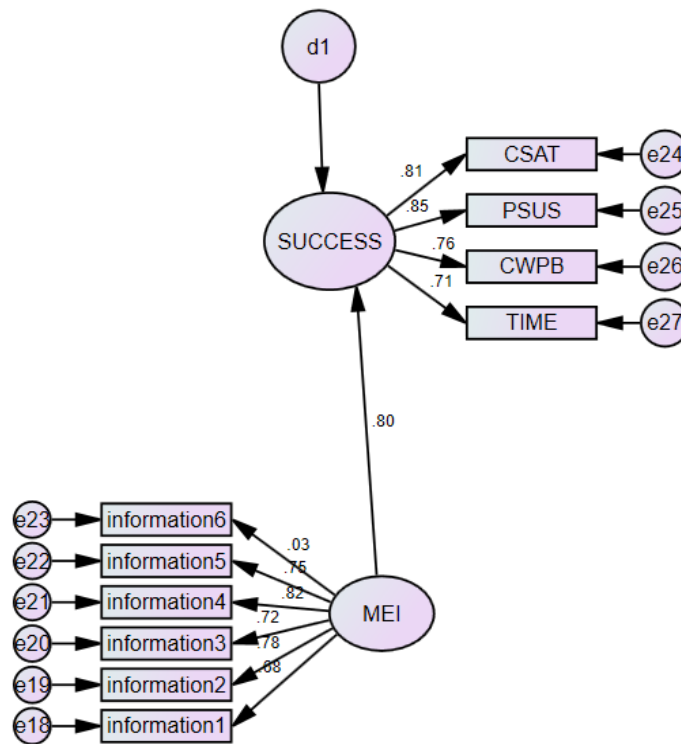 d1
SUCCESS
.81
CSAT
e24
.85
PSUS
e25
.76
CWPB
e26
.71
TIME
e27
.80
e23
information6
.03
e22
information5
.75
e21
information4
.82
MEI
e20
information3
.72
e19
information2
.78
e18
information1
.68